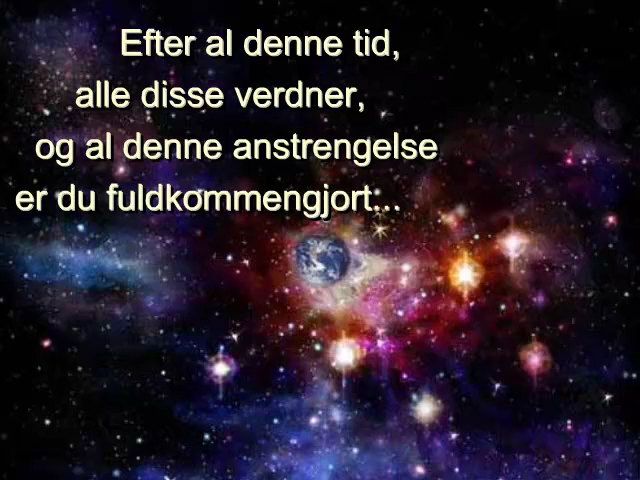 Efter al denne tid,
alle disse verdner,
og al denne anstrengelse
er du fuldkommengjort...